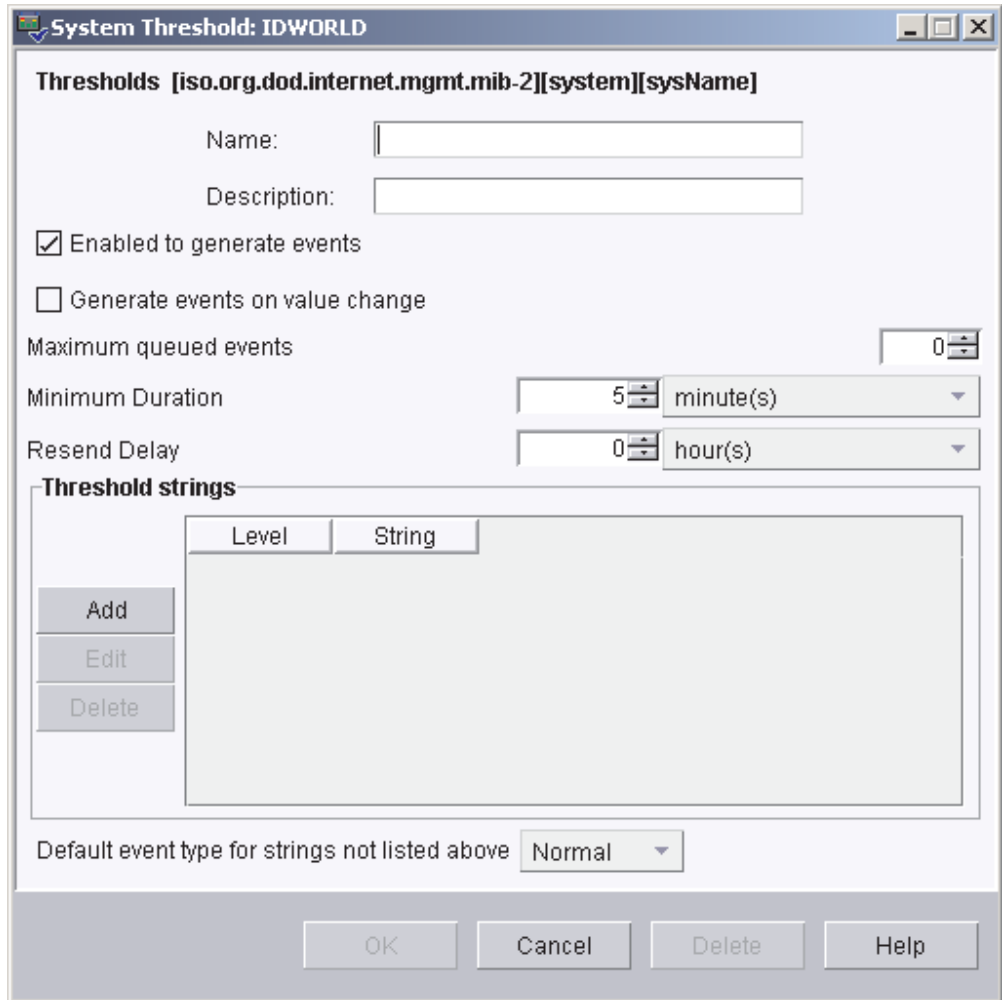 System Threshold: IDWORLD
Thresholds [iso.org.dod.internet.mgmt.mib-2][system][sysName]
Name:
Description:
Enabled to generate events
Generate events on value change
Maximum queued events 0
Minimum Duration 5 minute(s)
Resend Delay 0 hour(s)
Threshold strings
Level String
Add
Edit
Delete
Default event type for strings not listed above Normal
OK Cancel Delete Help